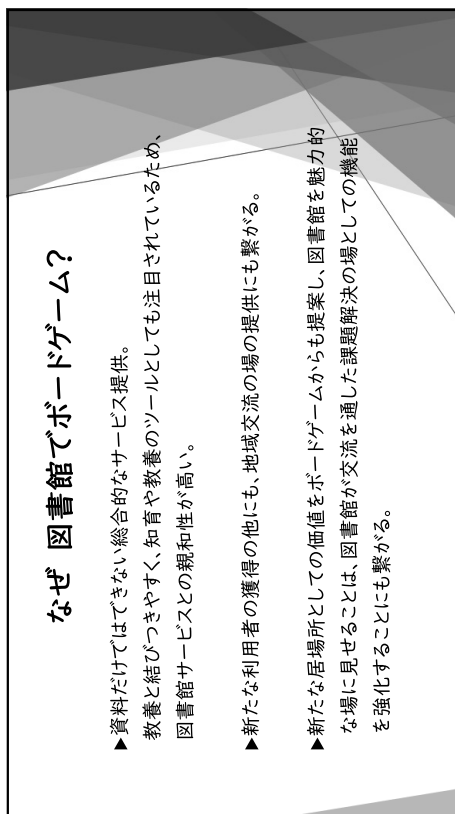 なぜ 図書館でボードゲーム?
▶資料だけではできない総合的なサービス提供。
教養と結びつきやすく、知育や教養のツールとしても注目されているため、
図書館サービスとの親和性が高い。
▶新たな利用者の獲得の他にも、地域交流の場の提供にも繋がる。
▶新たな居場所としての価値をボードゲームからも提案し、図書館を魅力的
な場に見せることは、図書館が交流を通した課題解決の場としての機能
を強化することにも繋がる。